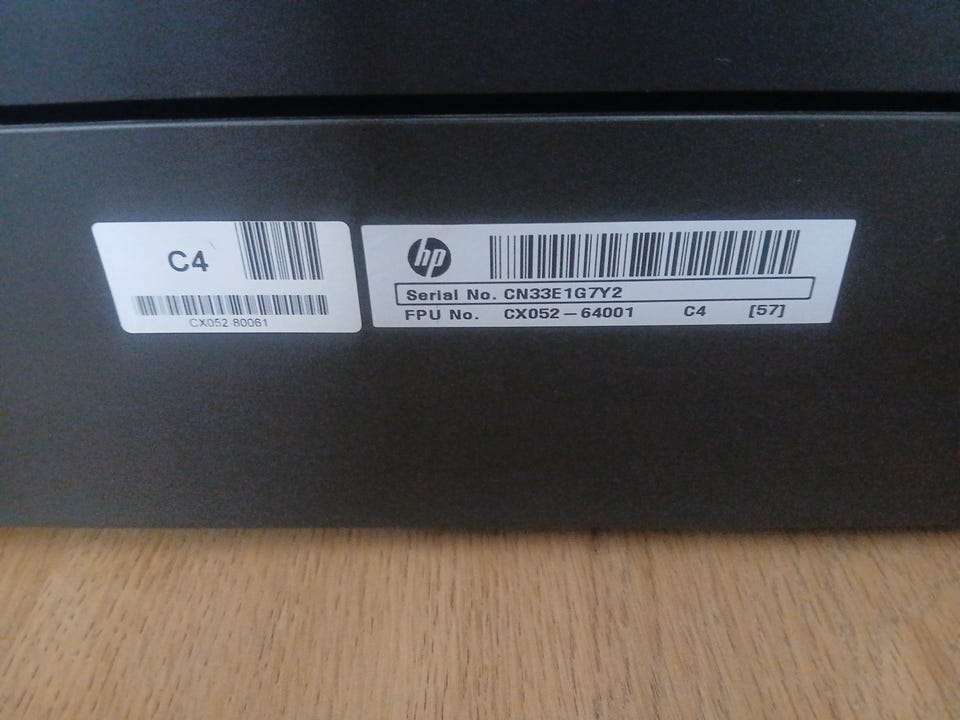 C4
CX052 80061
hp
Serial No. CN33E1G7Y2
FPU No. CX052-64001 C4 [57]